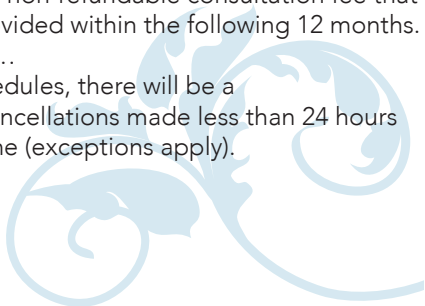 non-refundable consultation fee that
vided within the following 12 months.
…
edules, there will be a
ncellations made less than 24 hours
ne (exceptions apply).